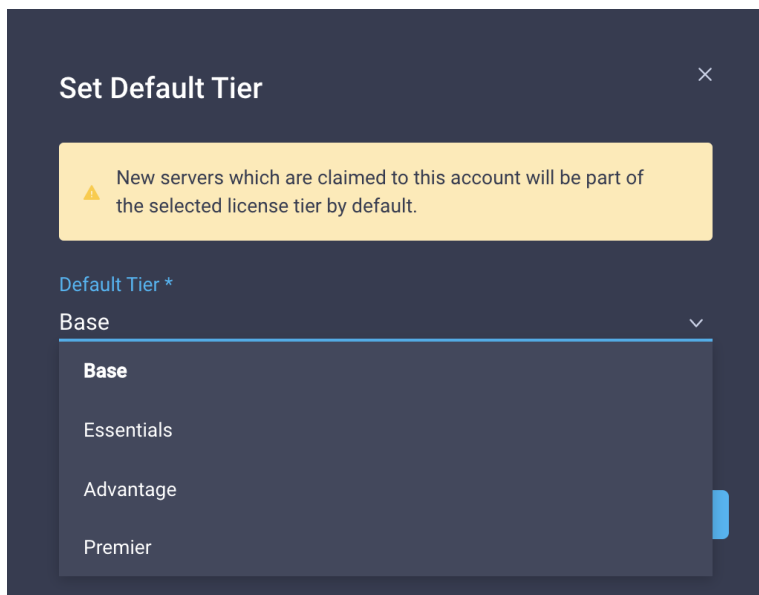 Set Default Tier
New servers which are claimed to this account will be part of
the selected license tier by default.
Default Tier *
Base
Base
Essentials
Advantage
Premier